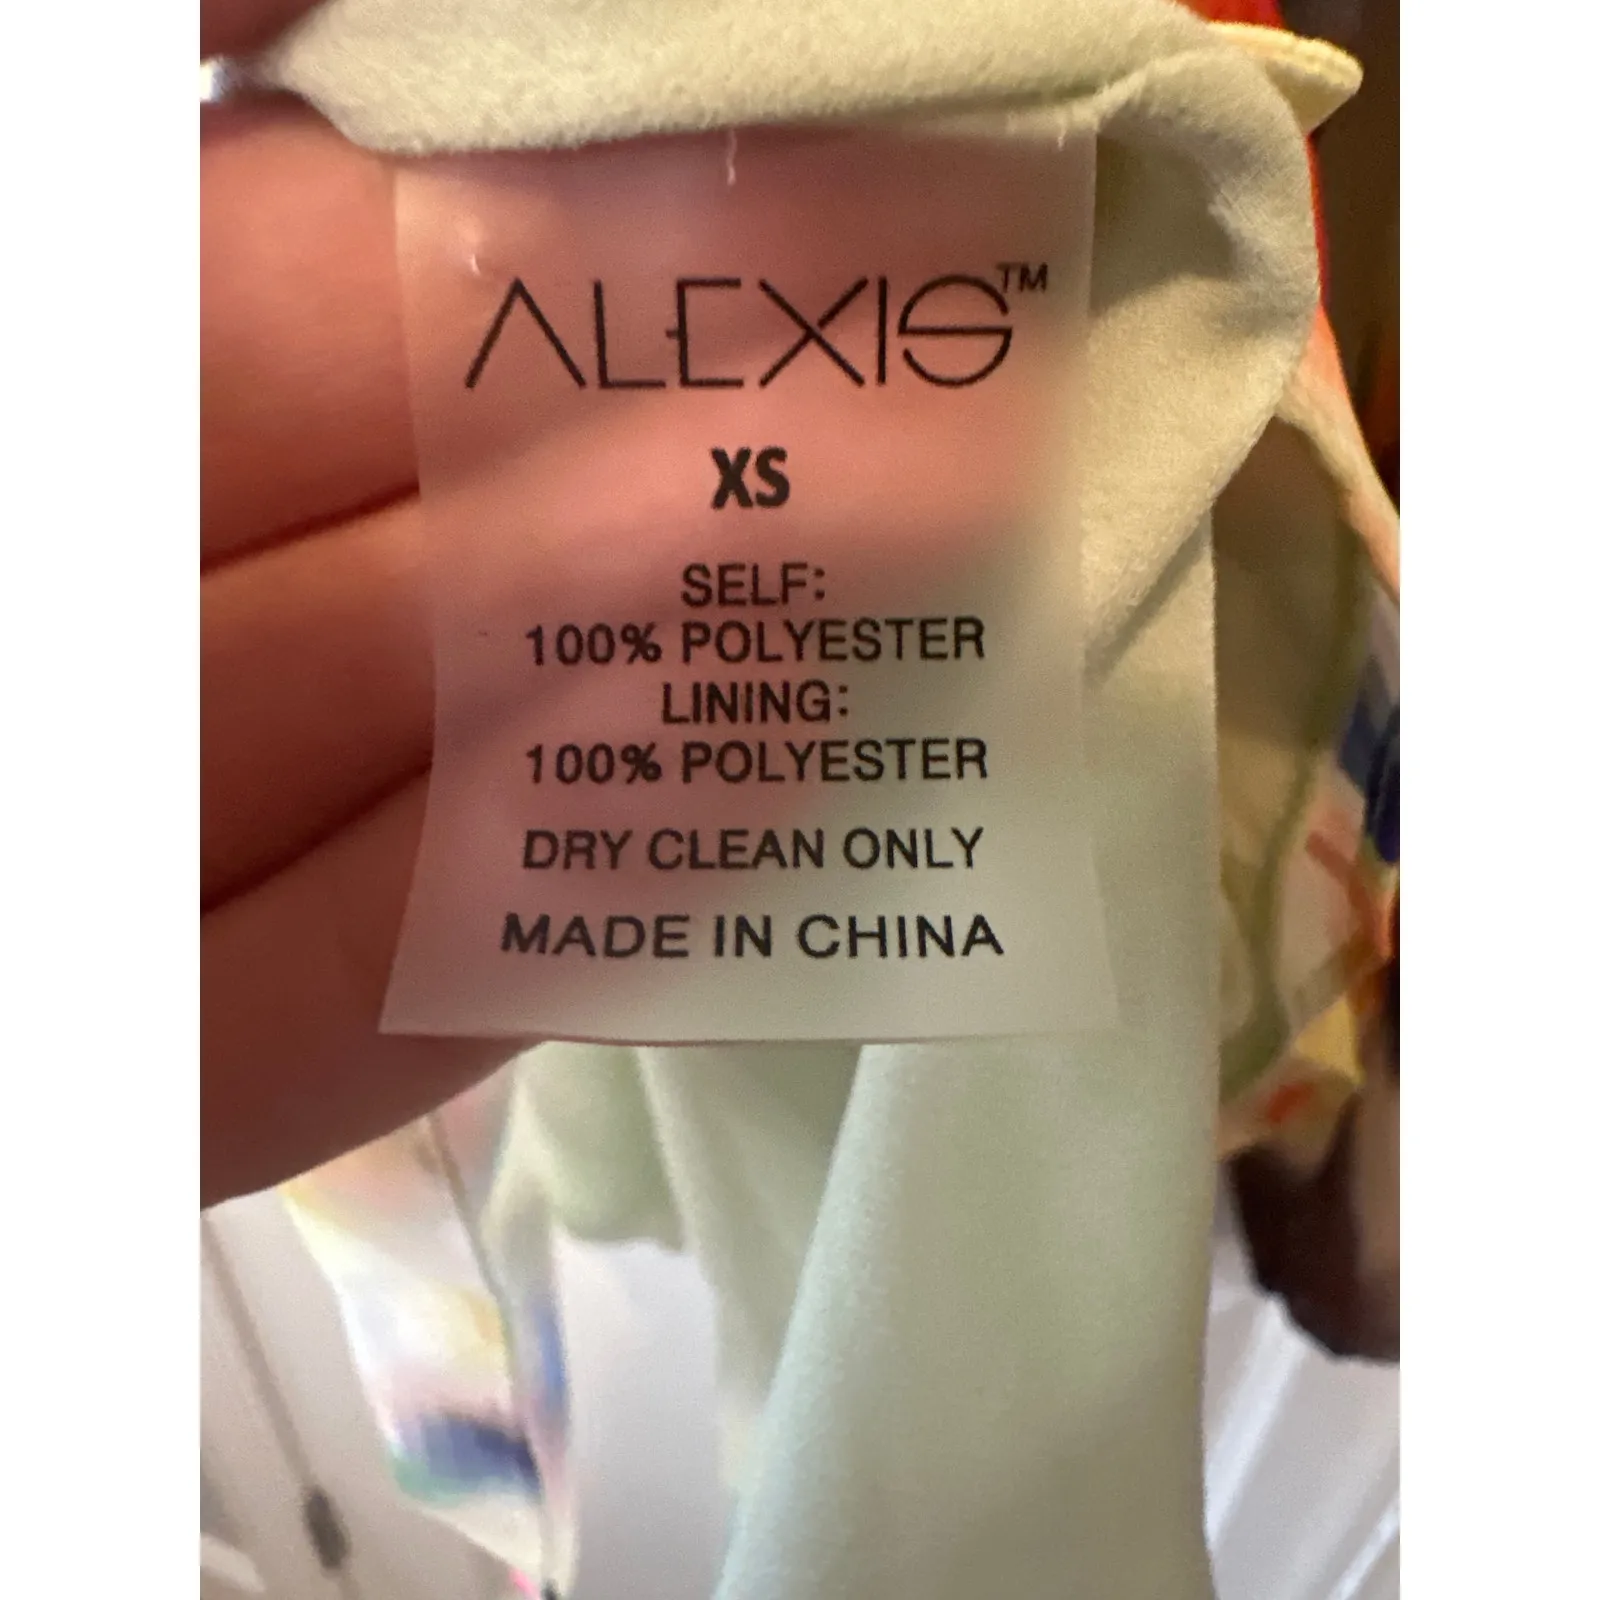 ALEXIS™
XS
SELF:
100% POLYESTER
LINING:
100% POLYESTER
DRY CLEAN ONLY
MADE IN CHINA